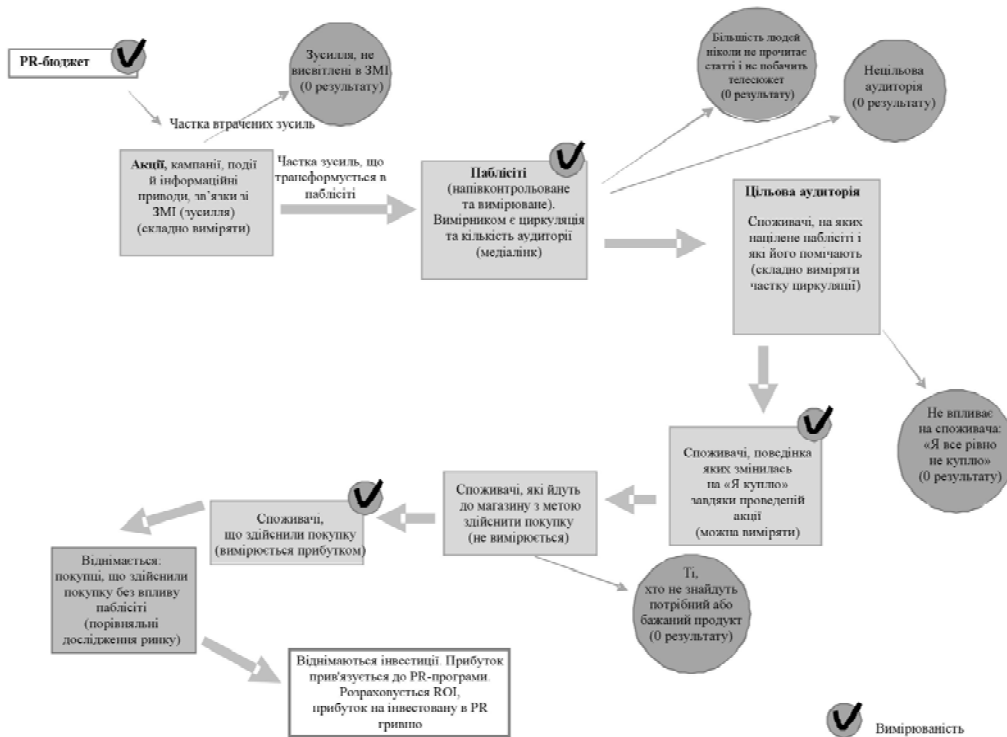 PR-бюджет
Зусилля, не
висвітлені в ЗМІ
(0 результату)
Більшість людей
ніколи не прочитає
статті і не побачить
телесюжет
(0 результату)
Нецільова
аудиторія
(0 результату)
Частка втрачених зусиль
Акції, кампанії, події
й інформаційні
приводи, зв’язки зі
ЗМІ (зусилля)
(складно виміряти)
Частка зусиль, що
трансформується в
пабліситі
Пабліситі
(напівконтрольоване
та вимірюване).
Вимірником є циркуляція
та кількість аудиторії
(медіалінк)
Цільова аудиторія
Споживачі, на яких
націлене пабліситі і
які його помічають
(складно виміряти
частку циркуляції)
Не впливає
на споживача:
«Я все рівно
не куплю»
(0 результату)
Споживачі, поведінка
яких змінилась
на «Я куплю»
завдяки проведеній
акції
(можна виміряти)
Споживачі, які йдуть
до магазину з метою
здійснити покупку
(не вимірюється)
Споживачі,
що здійснили покупку
(вимірюється прибутком)
Ті,
хто не знайдуть
потрібний або
бажаний продукт
(0 результату)
Віднімається:
покупці, що здійснили
покупку без впливу
пабліситі
(порівняльні
дослідження ринку)
Віднімаються інвестиції. Прибуток
прив'язується до PR-програми.
Розраховується ROI,
прибуток на інвестовану в PR
гривню
Вимірюваність